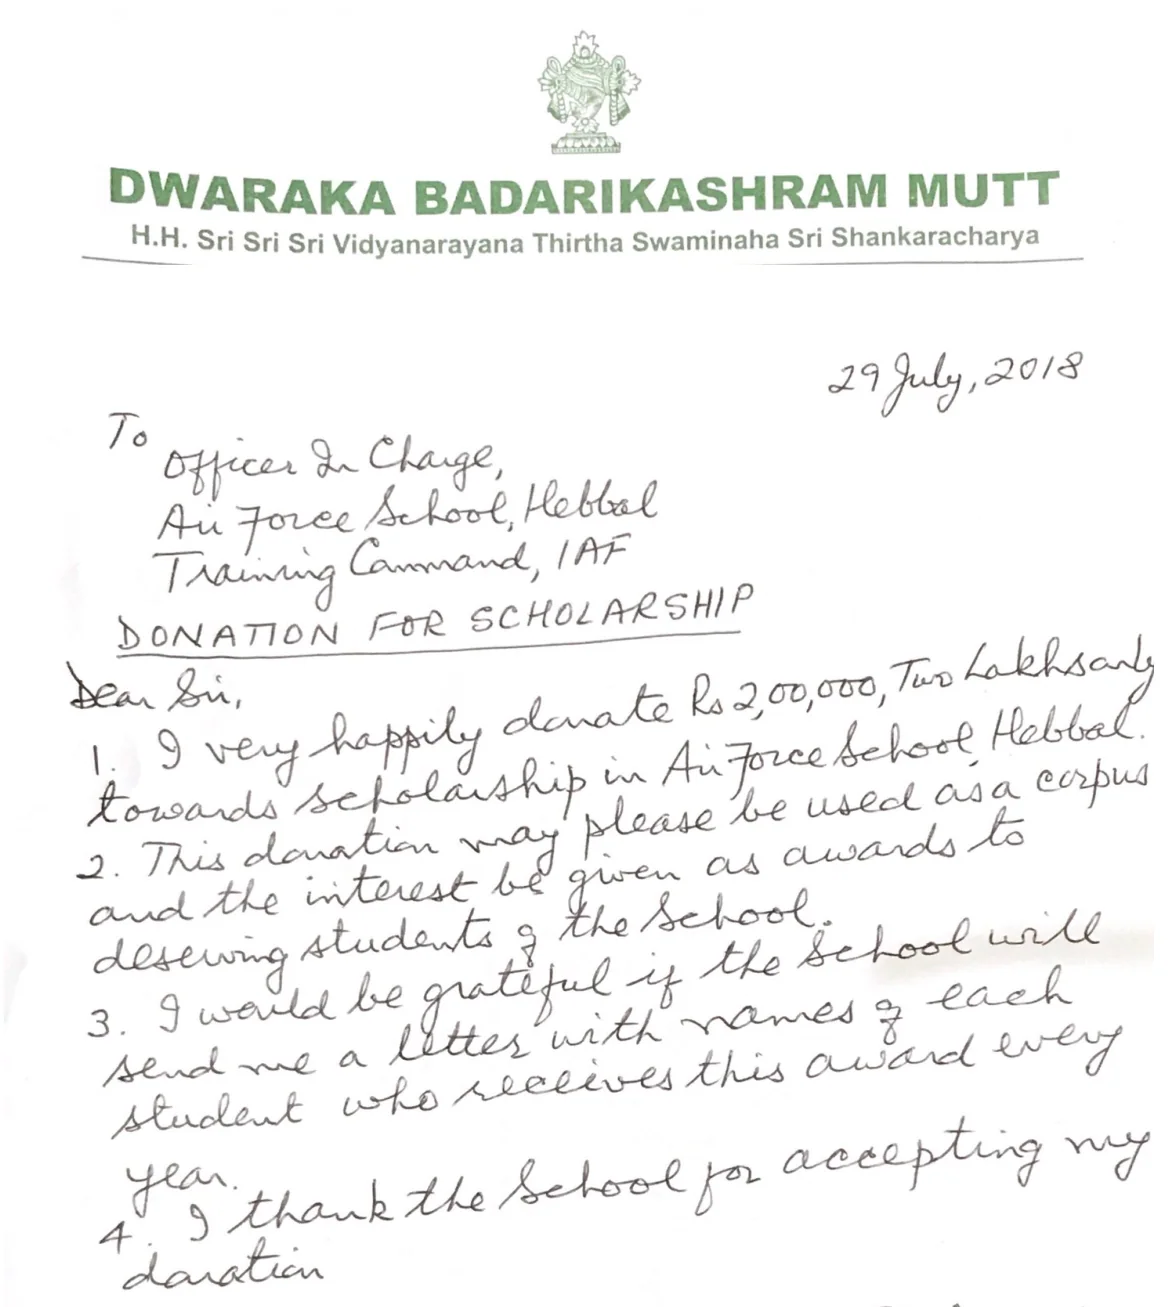 DWARAKA BADARIKASHRAM MUTT
H.H. Sri Sri Sri Vidyanarayana Thirtha Swaminaha Sri Shankaracharya
29 July, 2018
To
Officer In Charge,
Air Force School, Hebbal
Training Command, IAF
DONATION FOR SCHOLARSHIP
Dear Sir,
1. I very happily donate Rs 2,00,000, Two Lakhs only
towards scholarship in Air Force School, Hebbal.
2. This donation may please be used as a corpus
and the interest be given as awards to
deserving students of the School.
3. I would be grateful if the School will
send me a letter with names of each
student who receives this award every
year.
4. I thank the School for accepting my
donation